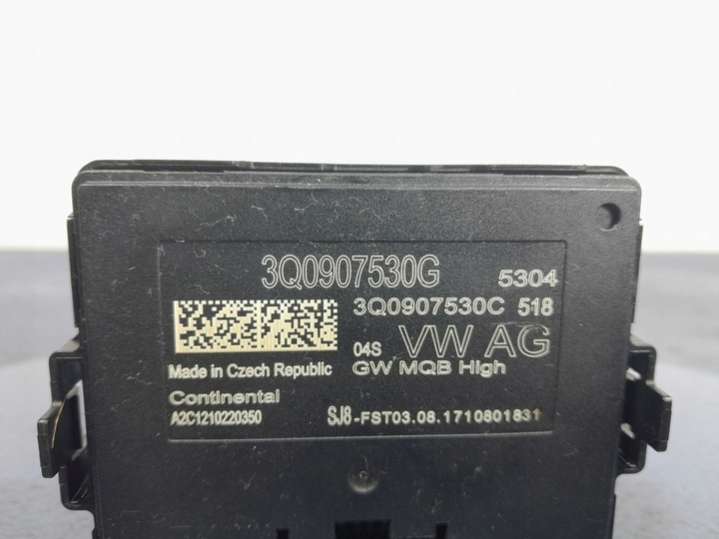 3Q0907530G 5304
3Q0907530C 518
04S VW AG
Made in Czech Republic GW MQB High
Continental
A2C1210220350 SJ8-FST03.08.1710801831